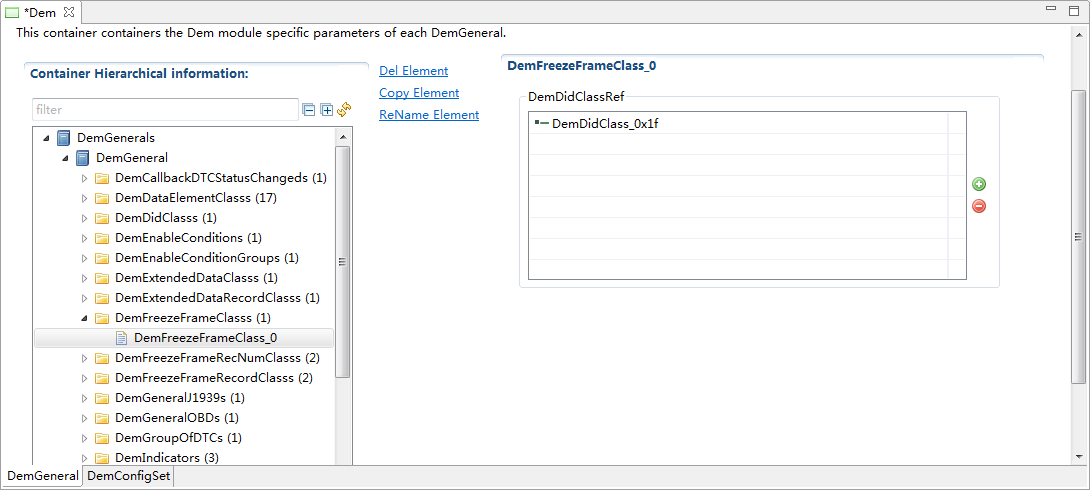 *Dem
This container containers the Dem module specific parameters of each DemGeneral.
Container Hierarchical information:
filter
DemGenerals
DemGeneral
DemCallbackDTCStatusChangeds (1)
DemDataElementClasss (17)
DemDidClasss (1)
DemEnableConditions (1)
DemEnableConditionGroups (1)
DemExtendedDataClasss (1)
DemExtendedDataRecordClasss (1)
DemFreezeFrameClasss (1)
DemFreezeFrameClass_0
DemFreezeFrameRecNumClasss (2)
DemFreezeFrameRecordClasss (2)
DemGeneralJ1939s (1)
DemGeneralOBDs (1)
DemGroupOfDTCs (1)
DemIndicators (3)
Del Element
Copy Element
ReName Element
DemFreezeFrameClass_0
DemDidClassRef
DemDidClass_0x1f
DemGeneral
DemConfigSet